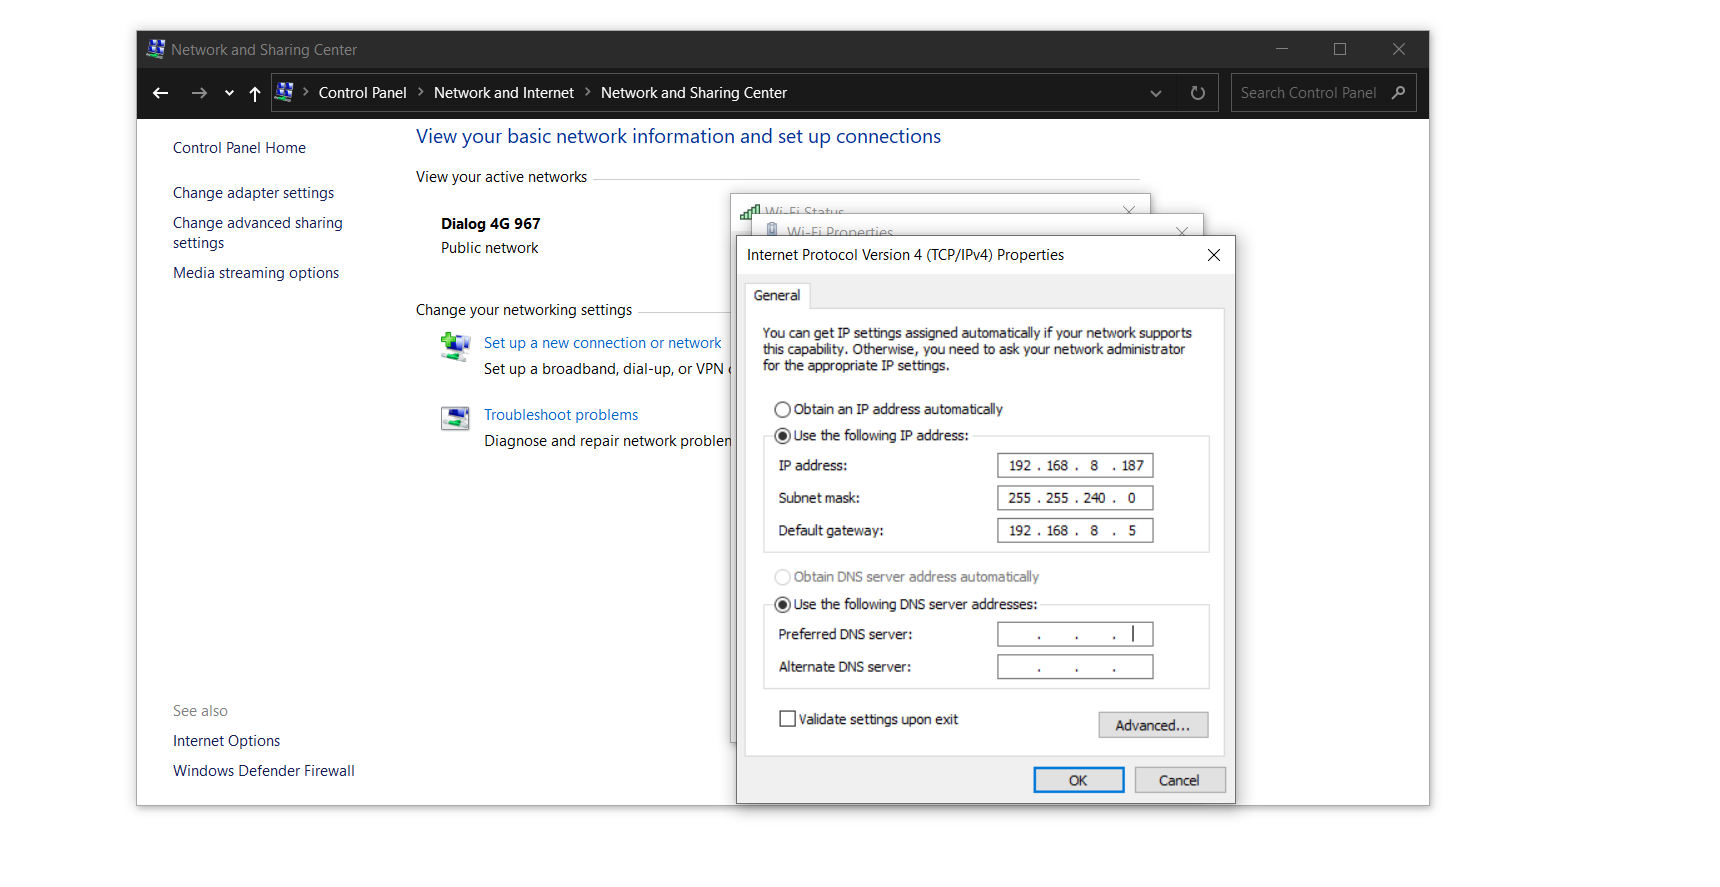 Network and Sharing Center
Control Panel > Network and Internet > Network and Sharing Center
Search Control Panel
Control Panel Home
Change adapter settings
Change advanced sharing
settings
Media streaming options
See also
Internet Options
Windows Defender Firewall
View your basic network information and set up connections
View your active networks
Dialog 4G 967
Public network
Change your networking settings
Set up a new connection or network
Set up a broadband, dial-up, or VPN
Troubleshoot problems
Diagnose and repair network
Wi-Fi Status
Wi-Fi Properties
Internet Protocol Version 4 (TCP/IPv4) Properties
General
You can get IP settings assigned automatically if your network supports
this capability. Otherwise, you need to ask your network administrator
for the appropriate IP settings.
Obtain an IP address automatically
Use the following IP address:
IP address: 192 . 168 . 8 . 187
Subnet mask: 255 . 255 . 240 . 0
Default gateway: 192 . 168 . 8 . 5
Obtain DNS server address automatically
Use the following DNS server addresses:
Preferred DNS server: . . .
Alternate DNS server: . . .
Validate settings upon exit
Advanced...
OK
Cancel